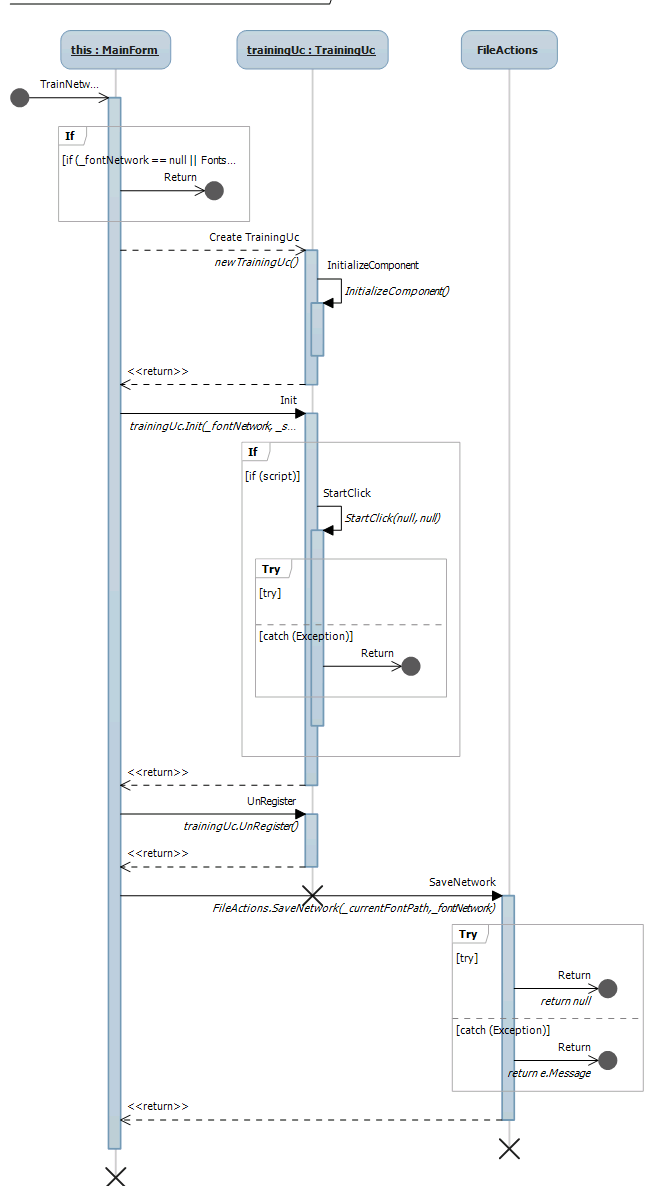 this : MainForm
trainingUc : TrainingUc
FileActions
TrainNetw...
If
[if (_fontNetwork == null || Fonts...
Return
Create TrainingUc
newTrainingUc()
InitializeComponent
InitializeComponent()
<<return>>
Init
trainingUc.Init(_fontNetwork, _s...
If
[if (script)]
StartClick
StartClick(null, null)
Try
[try]
[catch (Exception)]
Return
<<return>>
UnRegister
trainingUc.UnRegister()
<<return>>
SaveNetwork
FileActions.SaveNetwork(_currentFontPath,_fontNetwork)
Try
[try]
Return
return null
[catch (Exception)]
Return
return e.Message
<<return>>